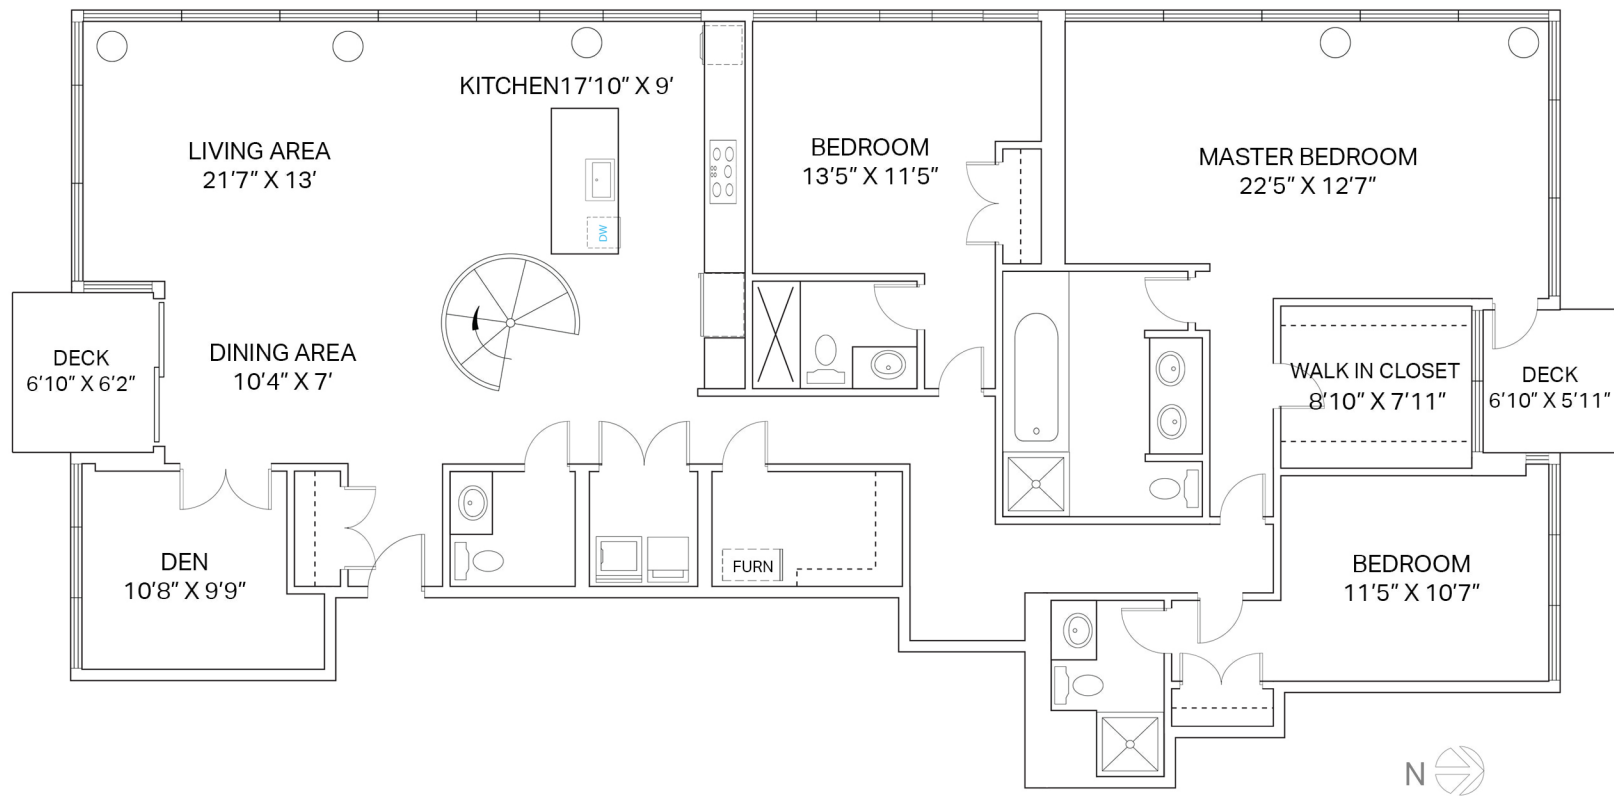 KITCHEN17'10" X 9'
LIVING AREA
21'7" X 13'
BEDROOM
13'5" X 11'5"
MASTER BEDROOM
22'5" X 12'7"
DW
DECK
6'10" X 6'2"
DINING AREA
10'4" X 7'
WALK IN CLOSET
8'10" X 7'11"
DECK
6'10" X 5'11"
DEN
10'8" X 9'9"
FURN
BEDROOM
11'5" X 10'7"
N